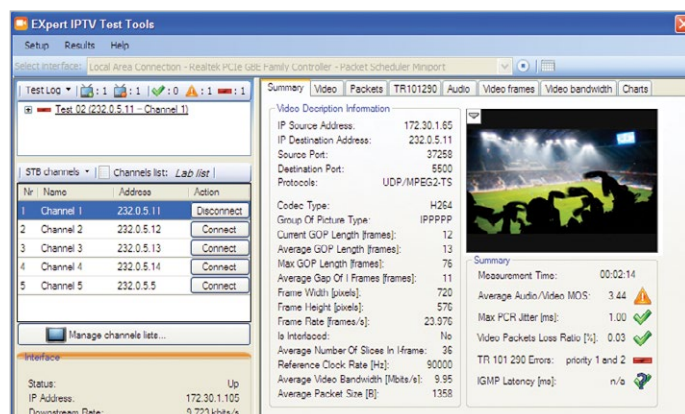 EXpert IPTV Test Tools
Setup Results Help
Select Interface: Local Area Connection - Realtek PCIe GBE Family Controller - Packet Scheduler Miniport
Test Log : 1 : 1 : 0 : 1 : 1
Test 02 (232.0.5.11 - Channel 1)
STB channels Channels list: Lab list
Nr Name Address Action
1 Channel 1 232.0.5.11 Disconnect
2 Channel 2 232.0.5.12 Connect
3 Channel 3 232.0.5.13 Connect
4 Channel 4 232.0.5.14 Connect
5 Channel 5 232.0.5.5 Connect
Manage channels lists...
Interface
Status: Up
IP Address: 172.30.1.105
Downstream Rate: 9.723 kbits/s
Summary Video Packets TR101290 Audio Video frames Video bandwidth Charts
Video Decription Information
IP Source Address: 172.30.1.65
IP Destination Address: 232.0.5.11
Source Port: 37258
Destination Port: 5500
Protocols: UDP/MPEG2-TS
Codec Type: H264
Group Of Picture Type: IPPPPP
Current GOP Length [frames]: 12
Average GOP Length [frames]: 13
Max GOP Length [frames]: 76
Average Gap Of I Frames [frames]: 11
Frame Width [pixels]: 720
Frame Height [pixels]: 576
Frame Rate [frames/s]: 23.976
Is Interlaced: No
Average Number Of Slices In I-frame: 36
Reference Clock Rate [Hz]: 90000
Average Video Bandwidth [Mbits/s]: 9.95
Average Packet Size [B]: 1358
Summary
Measurement Time: 00:02:14
Average Audio/Video MOS: 3.44
Max PCR Jitter [ms]: 1.00
Video Packets Loss Ratio [%]: 0.03
TR 101 290 Errors: priority 1 and 2
IGMP Latency [ms]: n/a